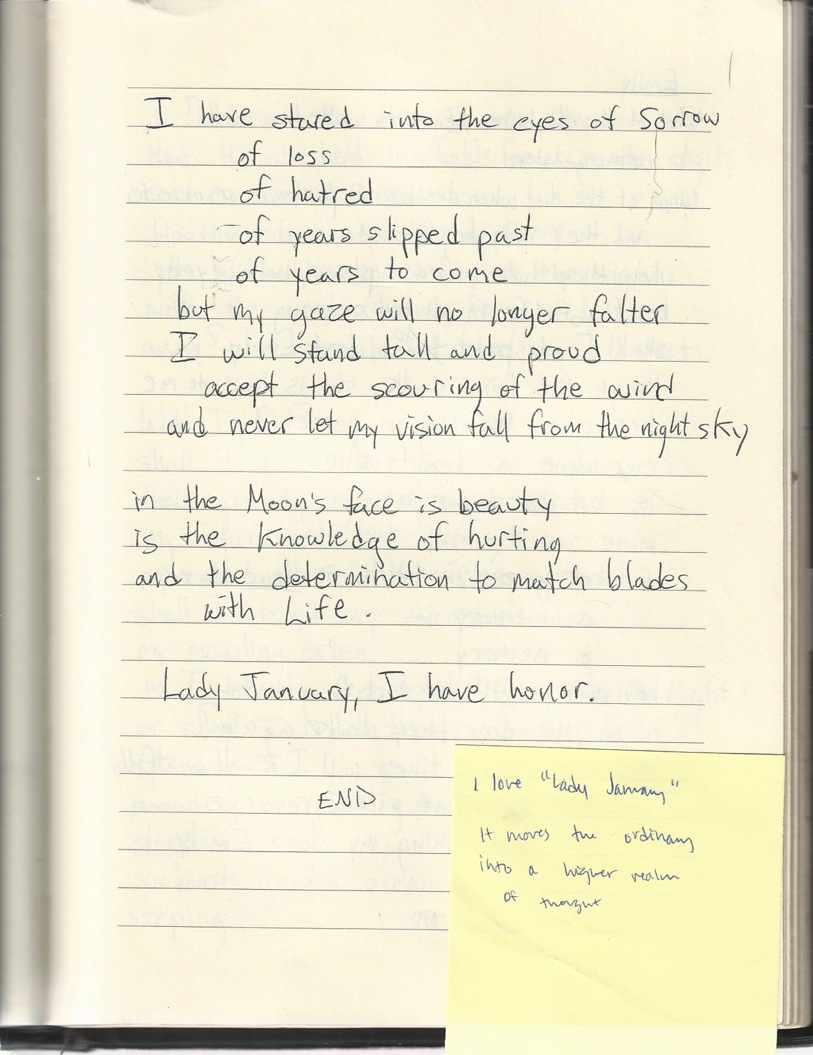 I have stared into the eyes of Sorrow
of loss
of hatred
of years slipped past
of years to come
but my gaze will no longer falter
I will stand tall and proud
accept the scouring of the wind
and never let my vision fall from the night sky
in the Moon's face is beauty
is the Knowledge of hurting
and the determination to match blades
with Life.
Lady January, I have honor.
END
I love "Lady January"
It moves the ordinary
into a higher realm
of thought